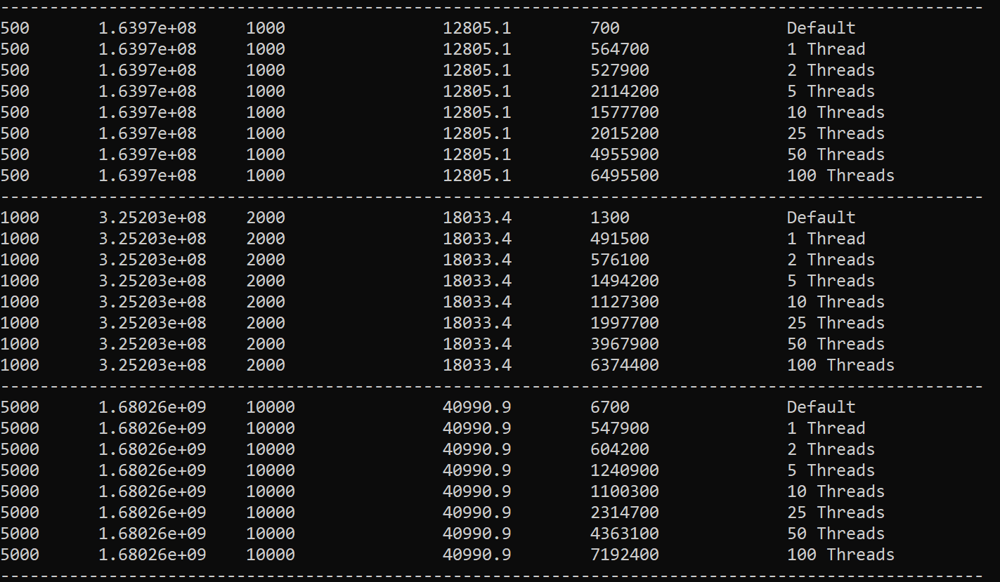 ----------------------------------------------------------------------------------------------------
500       1.6397e+08     1000                12805.1        700                 Default
500       1.6397e+08     1000                12805.1        564700              1 Thread
500       1.6397e+08     1000                12805.1        527900              2 Threads
500       1.6397e+08     1000                12805.1        2114200             5 Threads
500       1.6397e+08     1000                12805.1        1577700             10 Threads
500       1.6397e+08     1000                12805.1        2015200             25 Threads
500       1.6397e+08     1000                12805.1        4955900             50 Threads
500       1.6397e+08     1000                12805.1        6495500             100 Threads
----------------------------------------------------------------------------------------------------
1000      3.25203e+08    2000                18033.4        1300                Default
1000      3.25203e+08    2000                18033.4        491500              1 Thread
1000      3.25203e+08    2000                18033.4        576100              2 Threads
1000      3.25203e+08    2000                18033.4        1494200             5 Threads
1000      3.25203e+08    2000                18033.4        1127300             10 Threads
1000      3.25203e+08    2000                18033.4        1997700             25 Threads
1000      3.25203e+08    2000                18033.4        3967900             50 Threads
1000      3.25203e+08    2000                18033.4        6374400             100 Threads
----------------------------------------------------------------------------------------------------
5000      1.68026e+09    10000               40990.9        6700                Default
5000      1.68026e+09    10000               40990.9        547900              1 Thread
5000      1.68026e+09    10000               40990.9        604200              2 Threads
5000      1.68026e+09    10000               40990.9        1240900             5 Threads
5000      1.68026e+09    10000               40990.9        1100300             10 Threads
5000      1.68026e+09    10000               40990.9        2314700             25 Threads
5000      1.68026e+09    10000               40990.9        4363100             50 Threads
5000      1.68026e+09    10000               40990.9        7192400             100 Threads
----------------------------------------------------------------------------------------------------